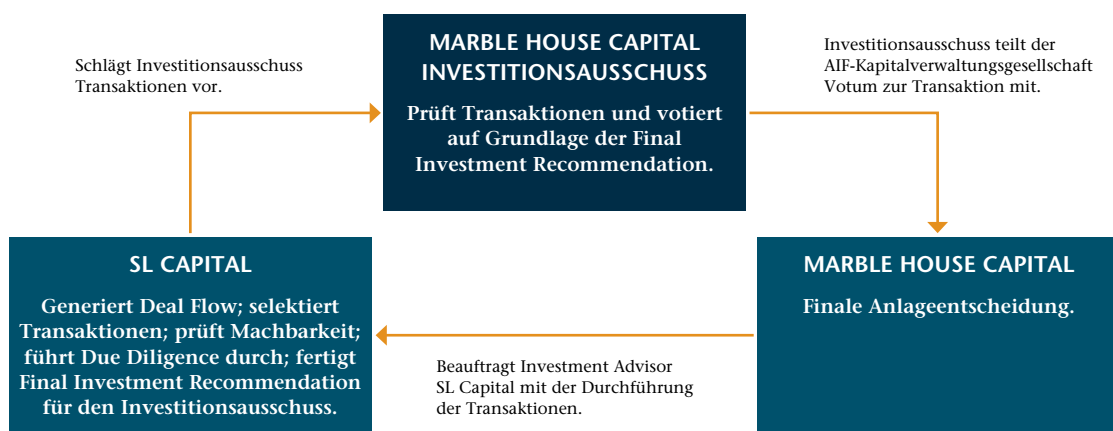 Schlägt Investitionsausschuss
Transaktionen vor.
MARBLE HOUSE CAPITAL
INVESTITIONSAUSSCHUSS
Prüft Transaktionen und votiert
auf Grundlage der Final
Investment Recommendation.
Investitionsausschuss teilt der
AIF-Kapitalverwaltungsgesellschaft
Votum zur Transaktion mit.
SL CAPITAL
Generiert Deal Flow; selektiert
Transaktionen; prüft Machbarkeit;
führt Due Diligence durch; fertigt
Final Investment Recommendation
für den Investitionsausschuss.
Beauftragt Investment Advisor
SL Capital mit der Durchführung
der Transaktionen.
MARBLE HOUSE CAPITAL
Finale Anlageentscheidung.